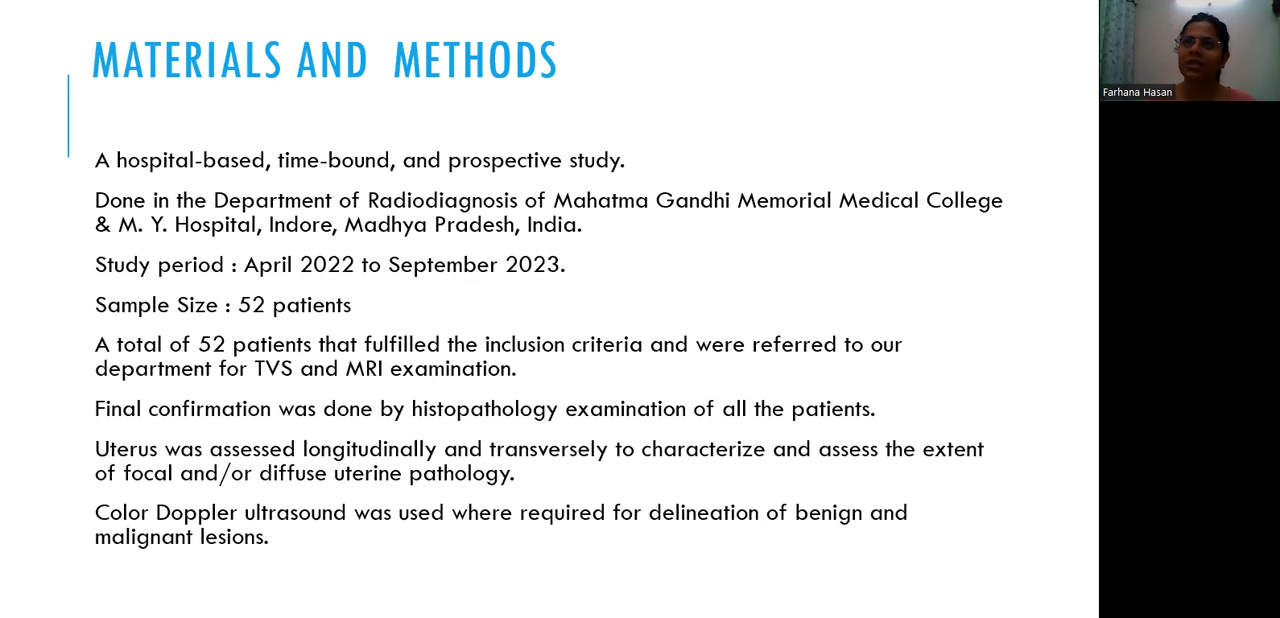 MATERIALS AND METHODS
A hospital-based, time-bound, and prospective study.
Done in the Department of Radiodiagnosis of Mahatma Gandhi Memorial Medical College
& M. Y. Hospital, Indore, Madhya Pradesh, India.
Study period : April 2022 to September 2023.
Sample Size : 52 patients
A total of 52 patients that fulfilled the inclusion criteria and were referred to our
department for TVS and MRI examination.
Final confirmation was done by histopathology examination of all the patients.
Uterus was assessed longitudinally and transversely to characterize and assess the extent
of focal and/or diffuse uterine pathology.
Color Doppler ultrasound was used where required for delineation of benign and
malignant lesions.
Farhana Hasan